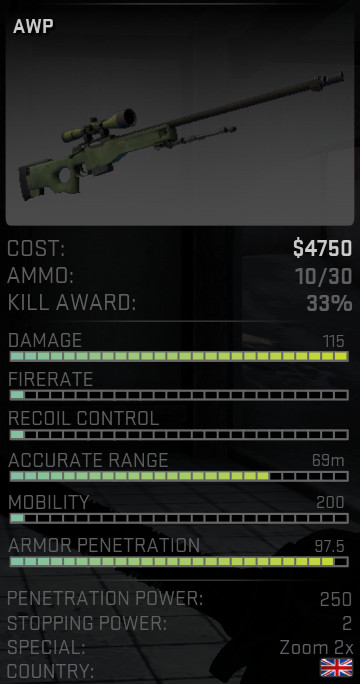 AWP
COST: $4750
AMMO: 10/30
KILL AWARD: 33%
DAMAGE 115
FIRERATE
RECOIL CONTROL
ACCURATE RANGE 69m
MOBILITY 200
ARMOR PENETRATION 97.5
PENETRATION POWER: 250
STOPPING POWER: 2
SPECIAL: Zoom 2x
COUNTRY: